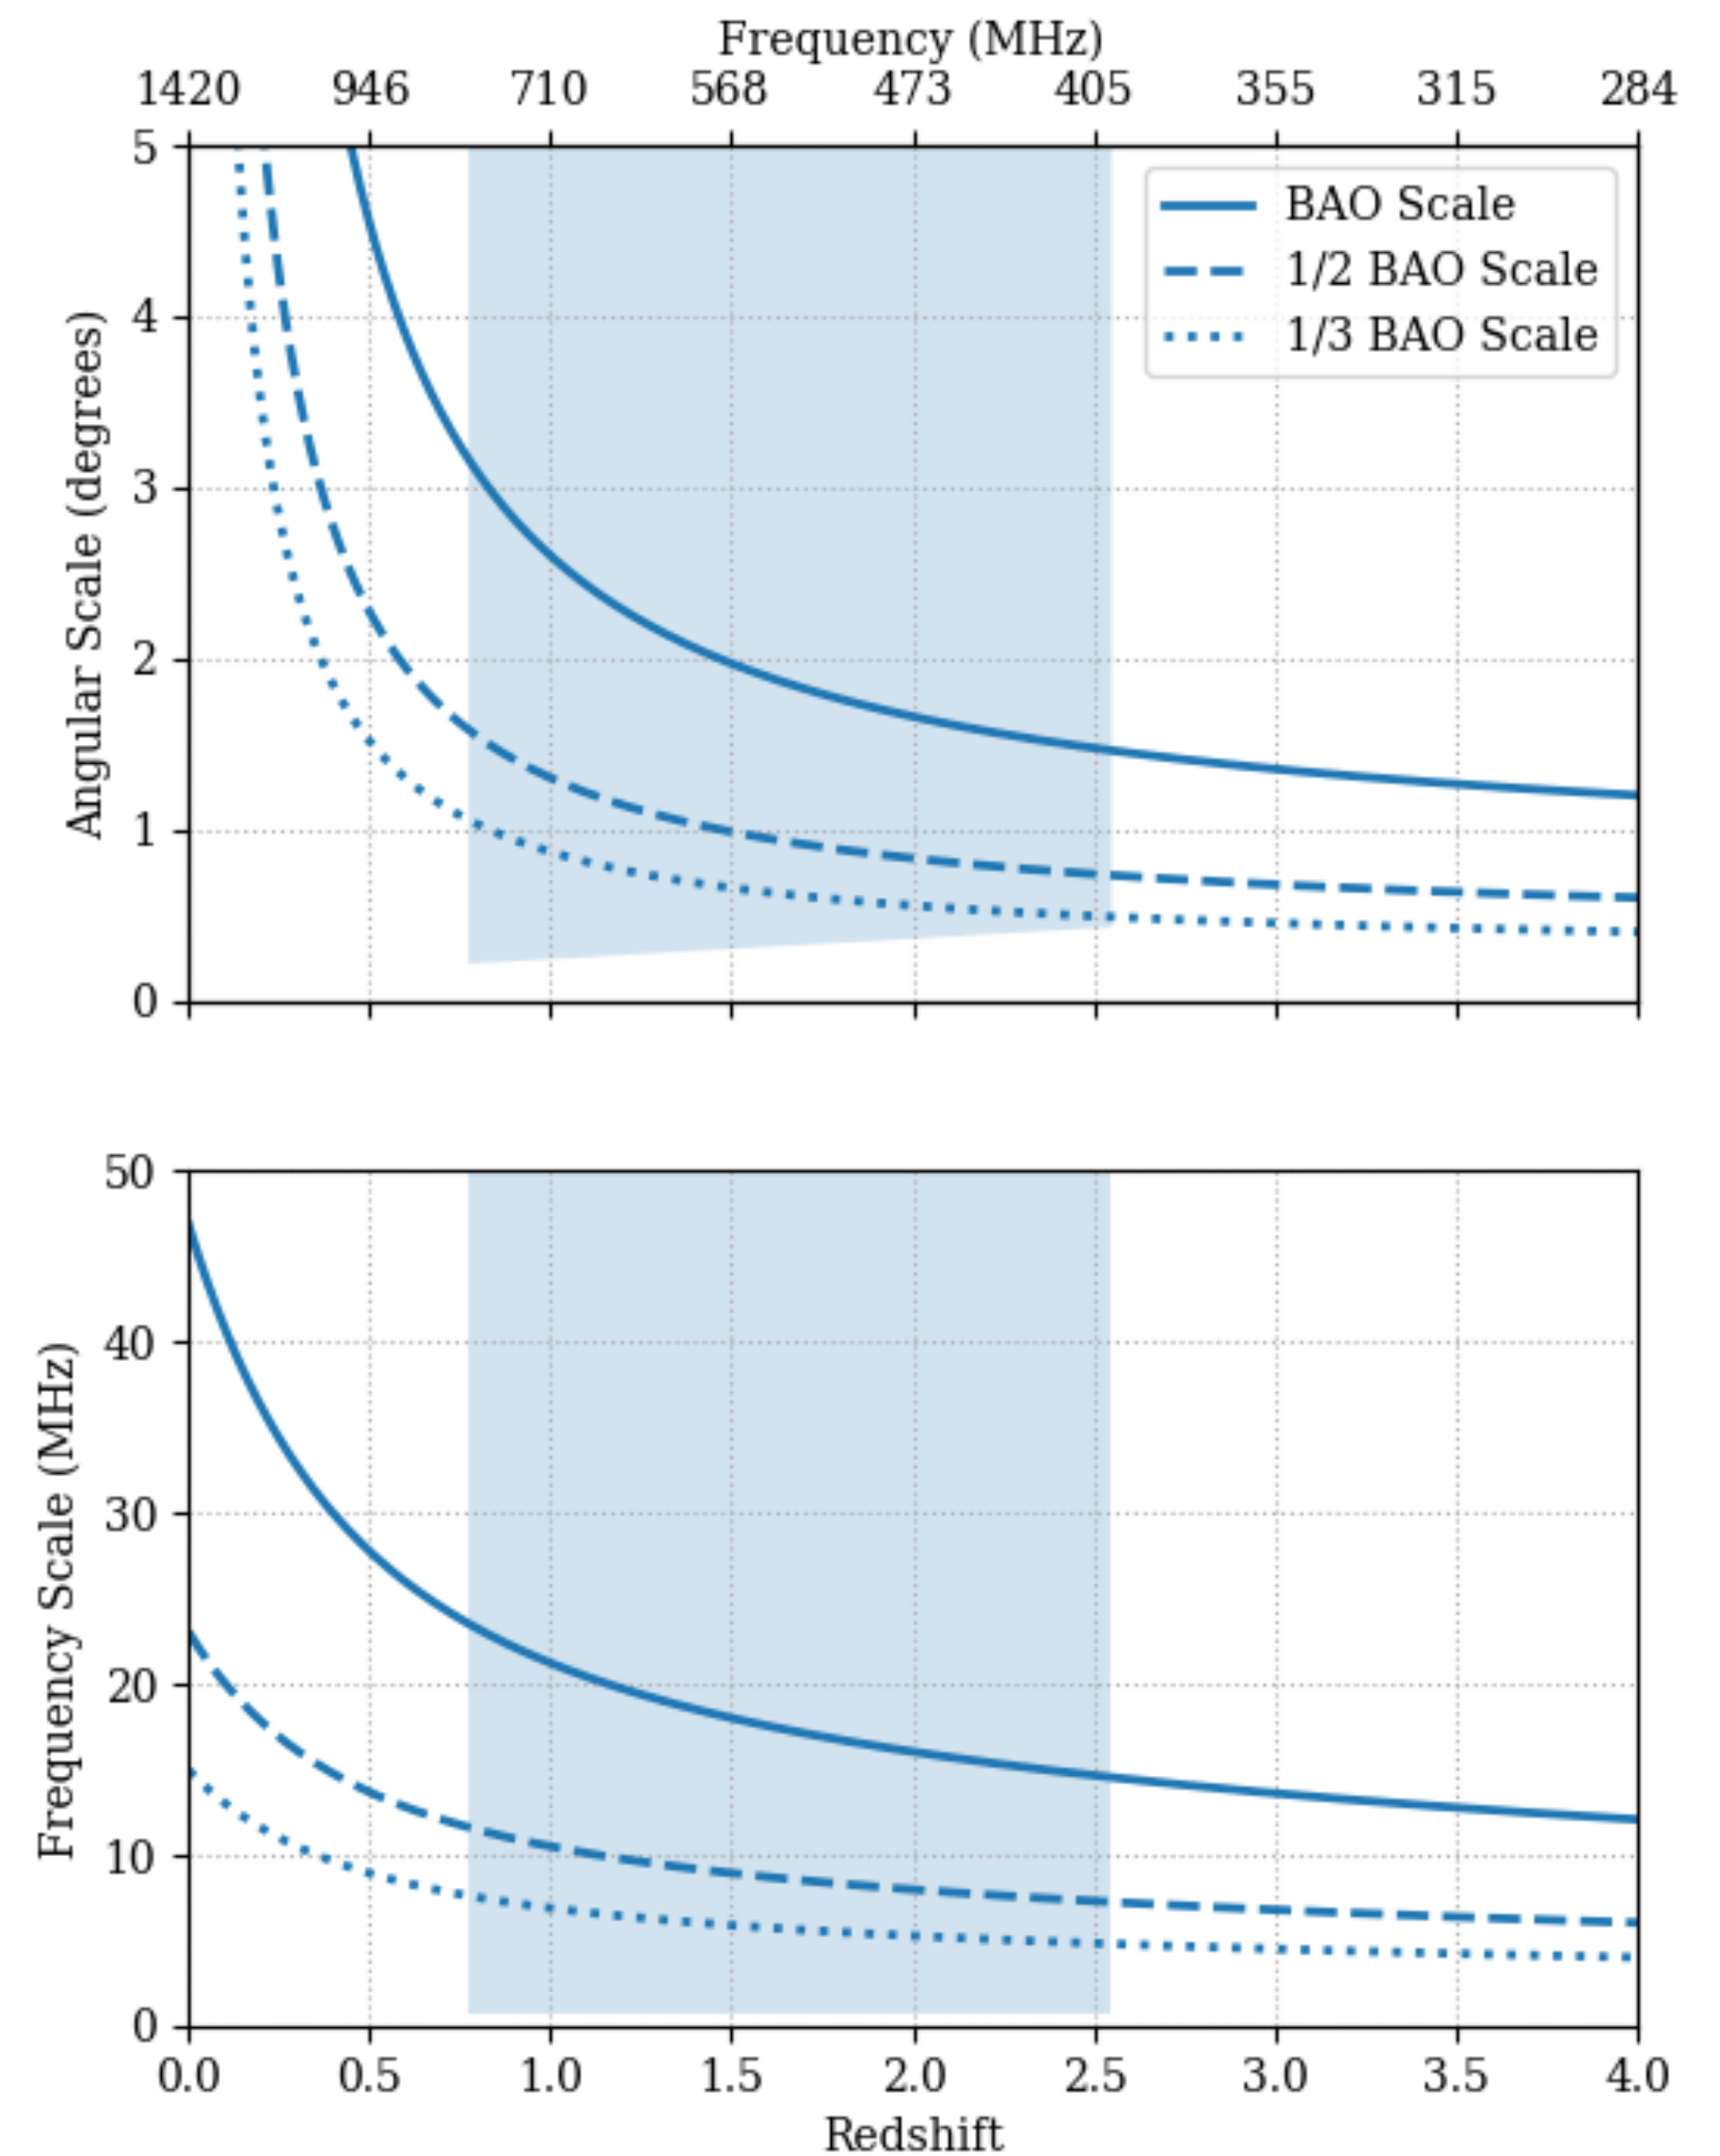 Frequency (MHz)
1420 946 710 568 473 405 355 315 284
5
4
3
2
1
0
Angular Scale (degrees)
BAO Scale
1/2 BAO Scale
1/3 BAO Scale
50
40
30
20
10
0
Frequency Scale (MHz)
0.0 0.5 1.0 1.5 2.0 2.5 3.0 3.5 4.0
Redshift